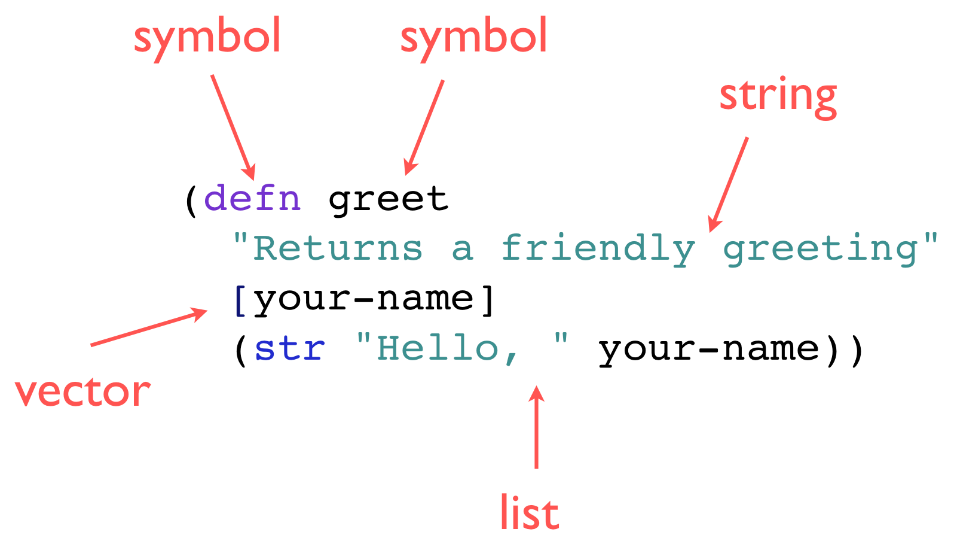 symbol symbol
string
(defn greet
"Returns a friendly greeting"
[your-name]
(str "Hello, " your-name))
vector
list